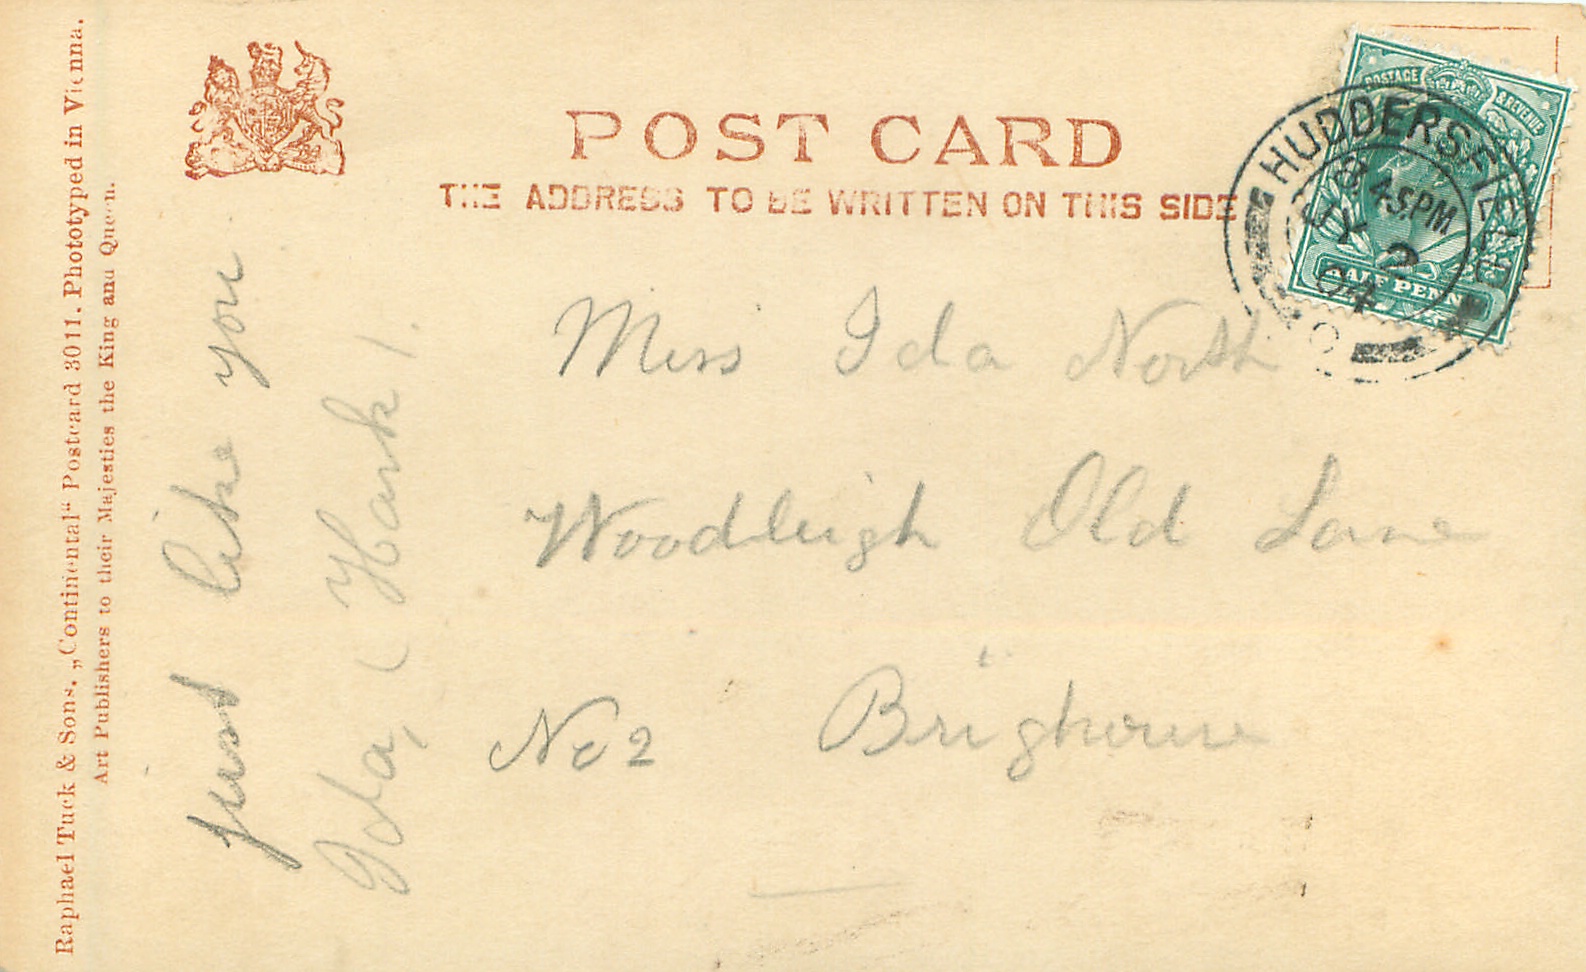 Raphael Tuck & Sons. „Continental“ Postcard 3011. Phototyped in Vienna.
Art Publishers to their Majesties the King and Queen.
POST CARD
THE ADDRESS TO BE WRITTEN ON THIS SIDE
POSTAGE & REVENUE
HALF PENNY
HUDDERSFIELD
4.5.PM
JY 2
04
Miss Ida North
Woodleigh Old Lane
Brighouse
No 2
just like you
Ida, (Hark)!